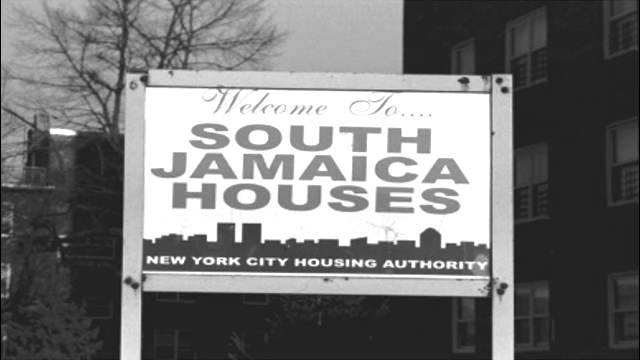 Welcome To....
SOUTH
JAMAICA
HOUSES
NEW YORK CITY HOUSING AUTHORITY